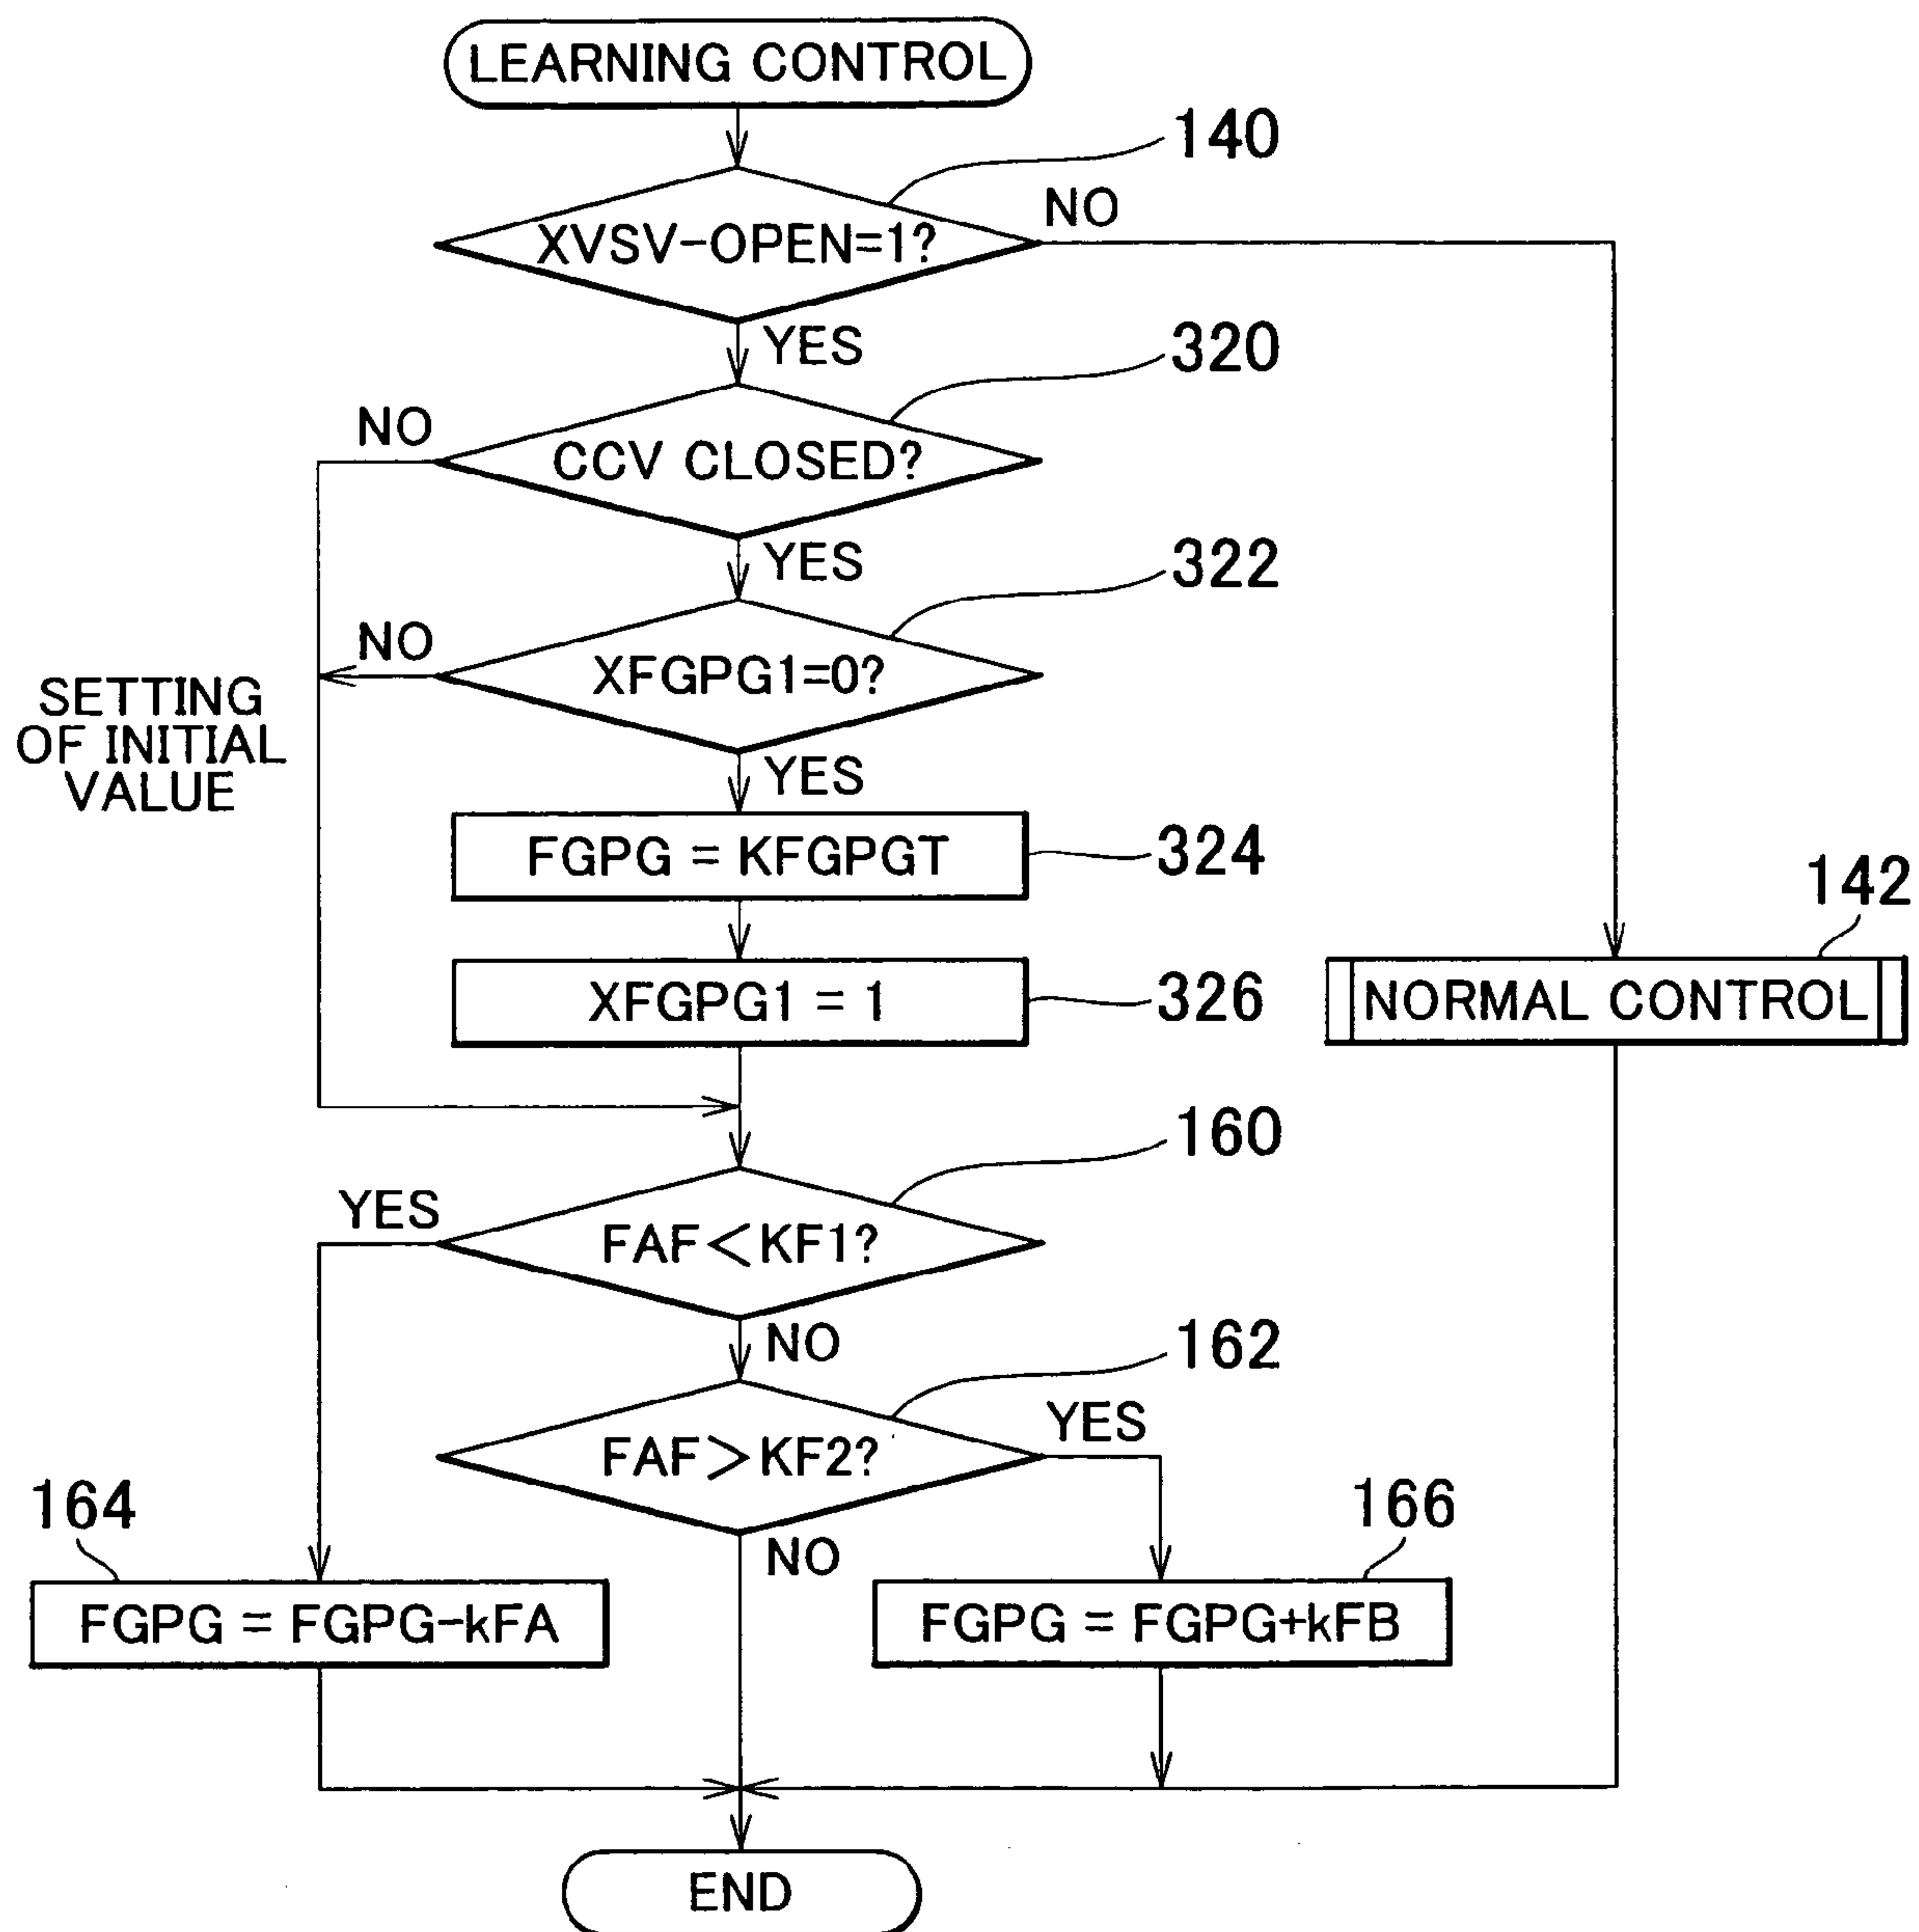 LEARNING CONTROL
140
XVSV-OPEN=1?
NO
YES
320
NO
CCV CLOSED?
YES
322
NO
XFGPG1=0?
SETTING
OF INITIAL
VALUE
YES
FGPG = KFGPGT
324
142
XFGPG1 = 1
326
NORMAL CONTROL
160
YES
FAF<KF1?
NO
162
YES
FAF>KF2?
164
166
NO
FGPG = FGPG-kFA
FGPG = FGPG+kFB
END